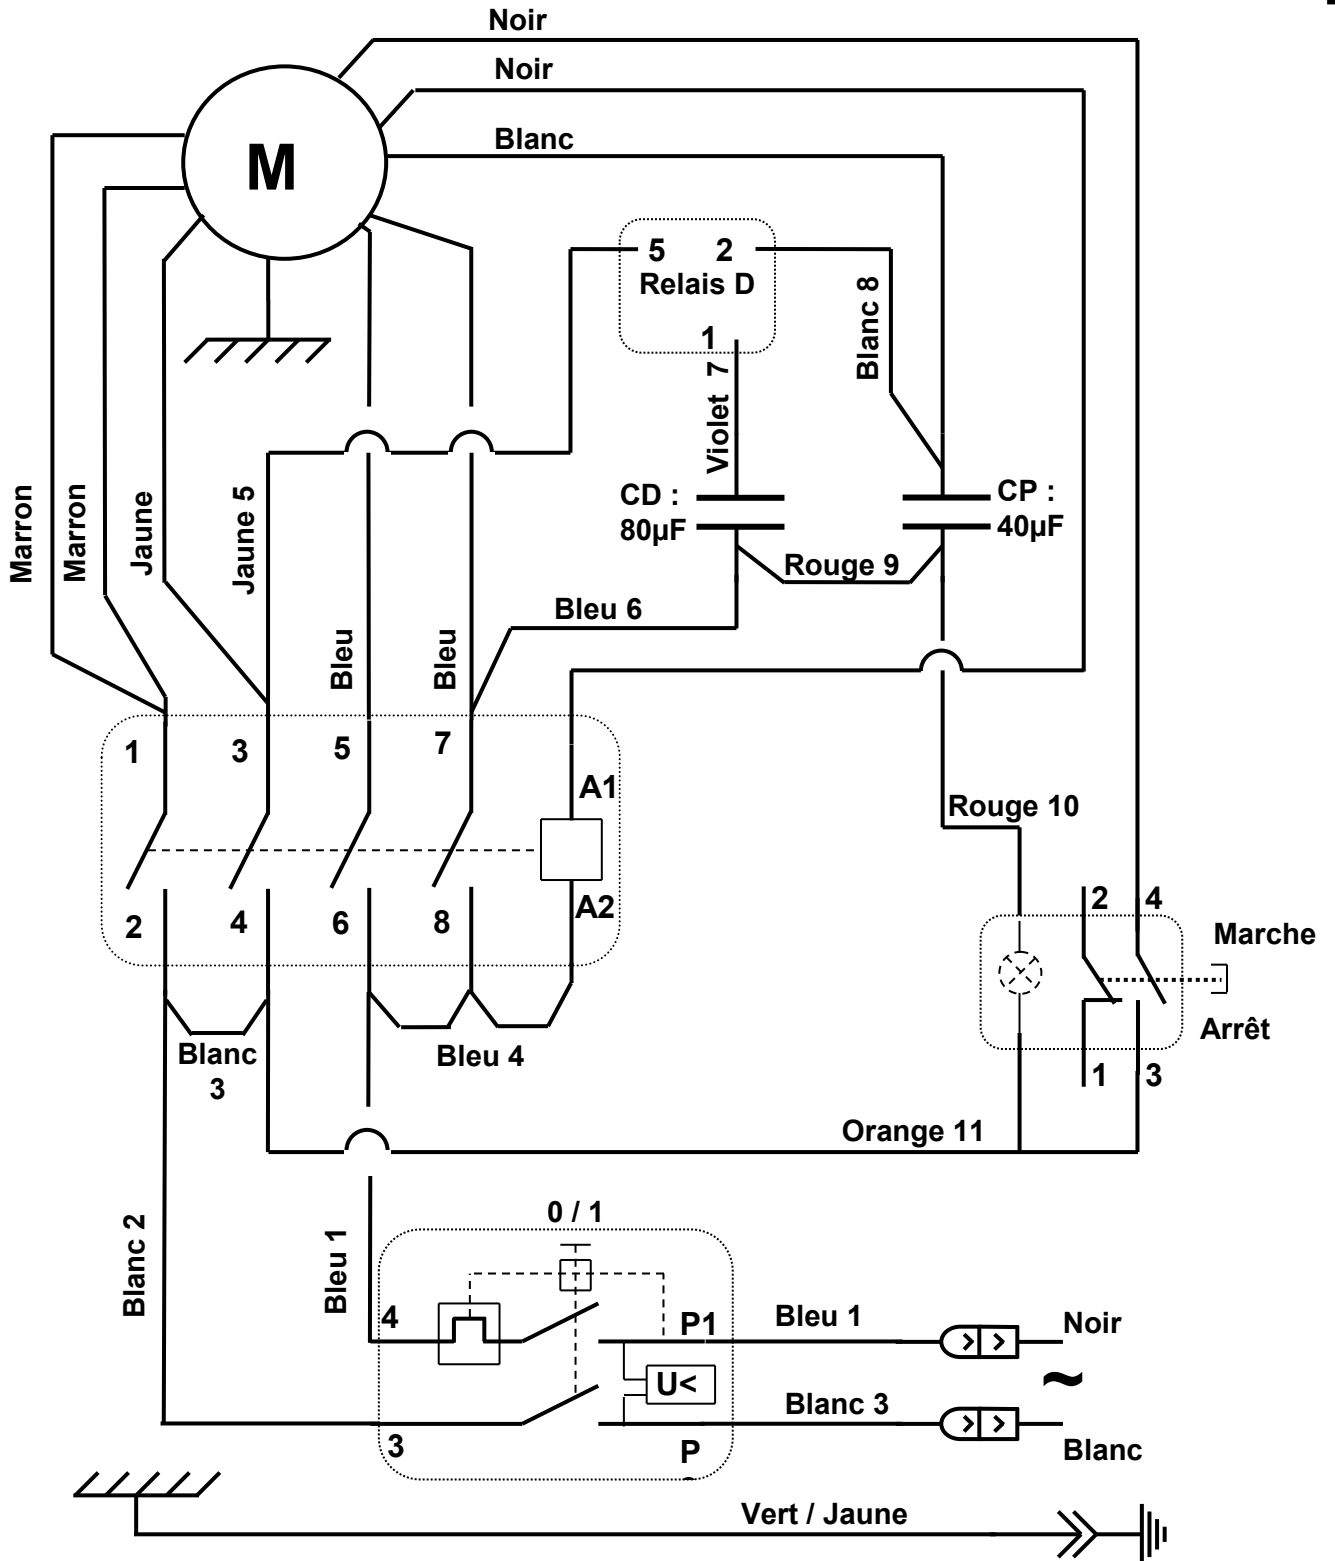 Noir
Noir
Blanc
M
5 2
Relais D
1
Violet 7
Blanc 8
CD :
80µF
CP :
40µF
Rouge 9
Marron
Marron
Jaune
Jaune 5
Bleu
Bleu
Bleu 6
1 3 5 7
A1
A2
2 4 6 8
Rouge 10
2 4
Marche
Arrêt
1 3
Blanc
3
Bleu 4
Orange 11
Blanc 2
Bleu 1
0 / 1
4
P1
Bleu 1
Noir
U<
~
3
P
Blanc 3
Blanc
Vert / Jaune